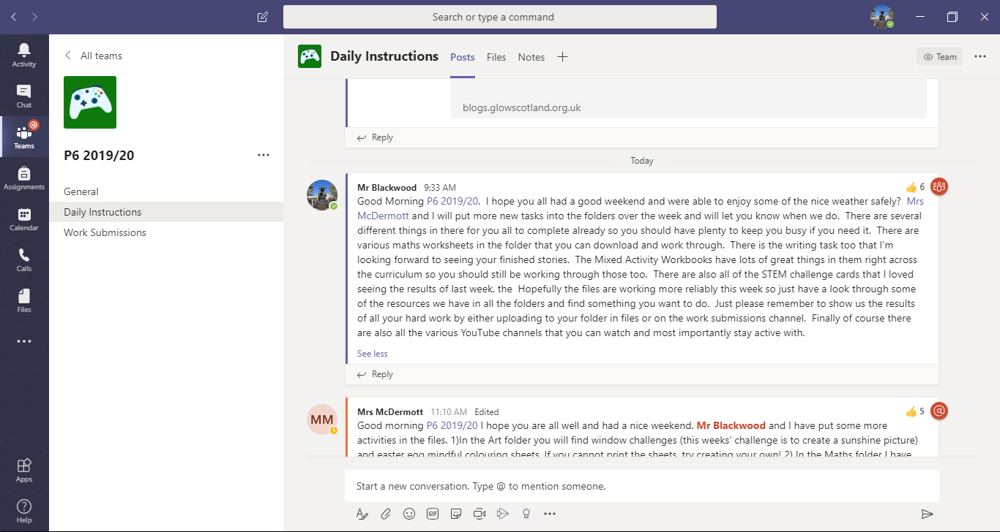 Search or type a command
Activity
Chat
@
Teams
Assignments
Calendar
Calls
Files
Apps
Help
All teams
P6 2019/20
General
Daily Instructions
Work Submissions
Daily Instructions Posts Files Notes
Team
blogs.glowscotland.org.uk
Reply
Today
Mr Blackwood 9:33 AM 6
Good Morning P6 2019/20. I hope you all had a good weekend and were able to enjoy some of the nice weather safely? Mrs
McDermott and I will put more new tasks into the folders over the week and will let you know when we do. There are several
different things in there for you all to complete already so you should have plenty to keep you busy if you need it. There are
various maths worksheets in the folder that you can download and work through. There is the writing task too that I'm
looking forward to seeing your finished stories. The Mixed Activity Workbooks have lots of great things in them right across
the curriculum so you should still be working through those too. There are also all of the STEM challenge cards that I loved
seeing the results of last week. the Hopefully the files are working more reliably this week so just have a look through some
of the resources we have in all the folders and find something you want to do. Just please remember to show us the results
of all your hard work by either uploading to your folder in files or on the work submissions channel. Finally of course there
are also all the various YouTube channels that you can watch and most importantly stay active with.
See less
Reply
MM
Mrs McDermott 11:10 AM Edited 5 @
Good morning P6 2019/20 I hope you are all well and had a nice weekend. Mr Blackwood and I have put some more
activities in the files. 1)In the Art folder you will find window challenges (this weeks' challenge is to create a sunshine picture)
and easter egg mindful colouring sheets. If you cannot print the sheets, try creating your own! 2) In the Maths folder I have
Start a new conversation. Type @ to mention someone.
GIF